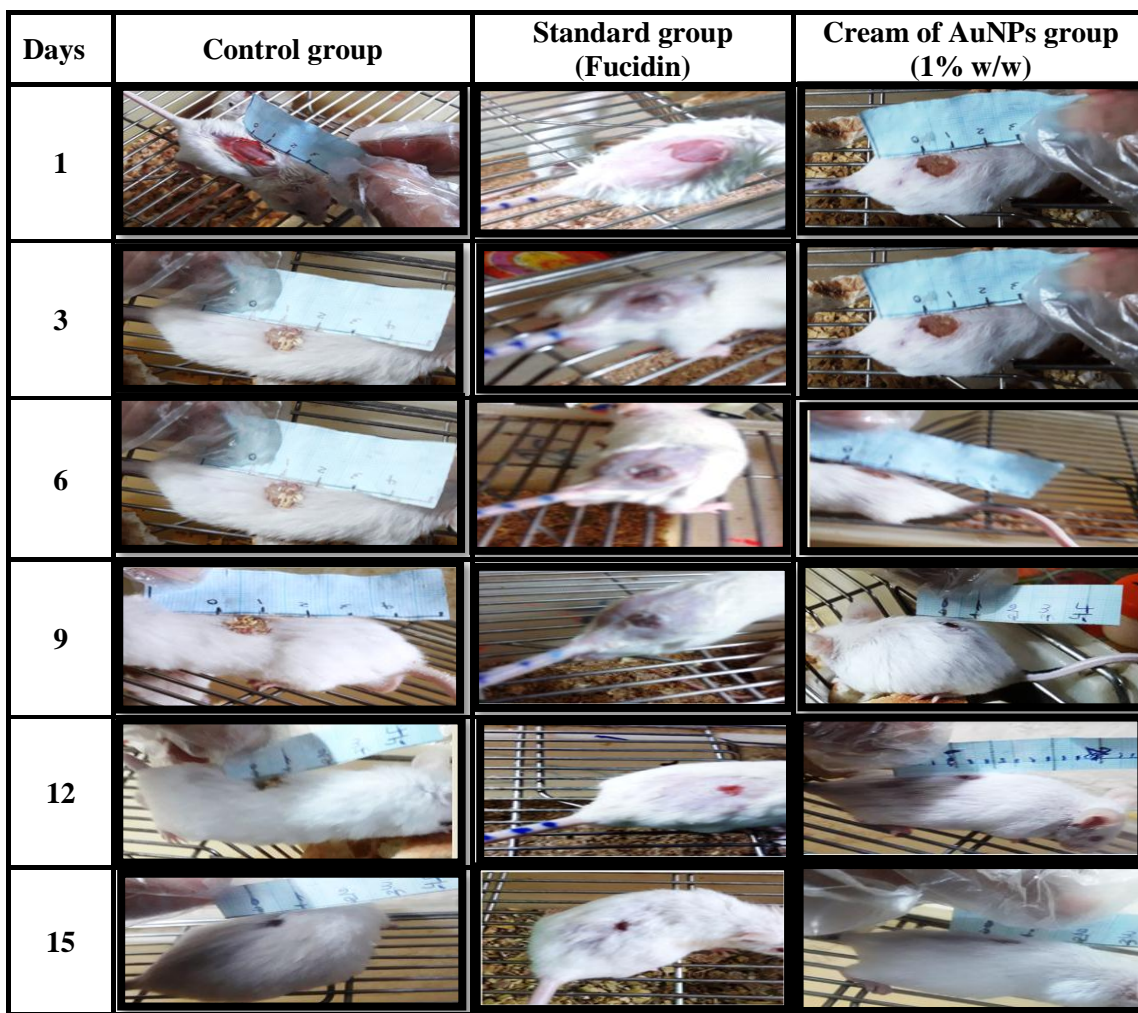 Days
Control group
Standard group
(Fucidin)
Cream of AuNPs group
(1% w/w)
1
3
6
9
12
15